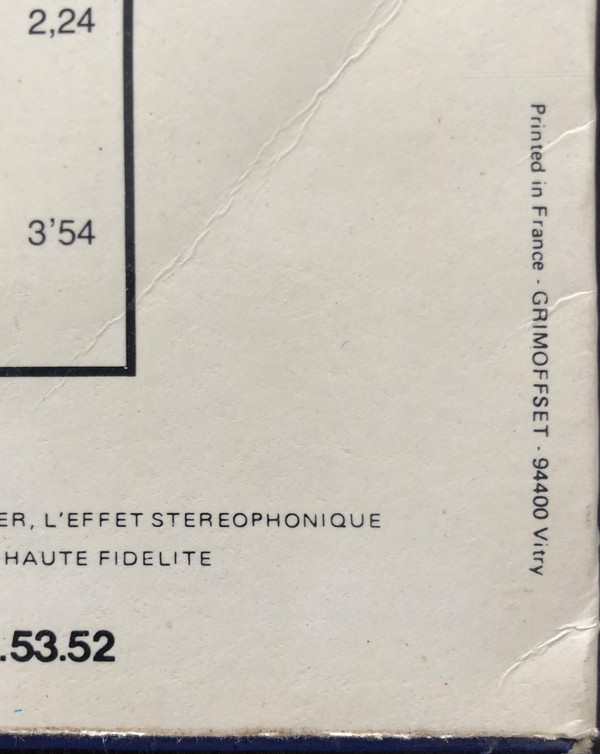 2,24
3'54
ER, L'EFFET STEREOPHONIQUE
HAUTE FIDELITE
.53.52
Printed in France - GRIMOFFSET - 94400 Vitry